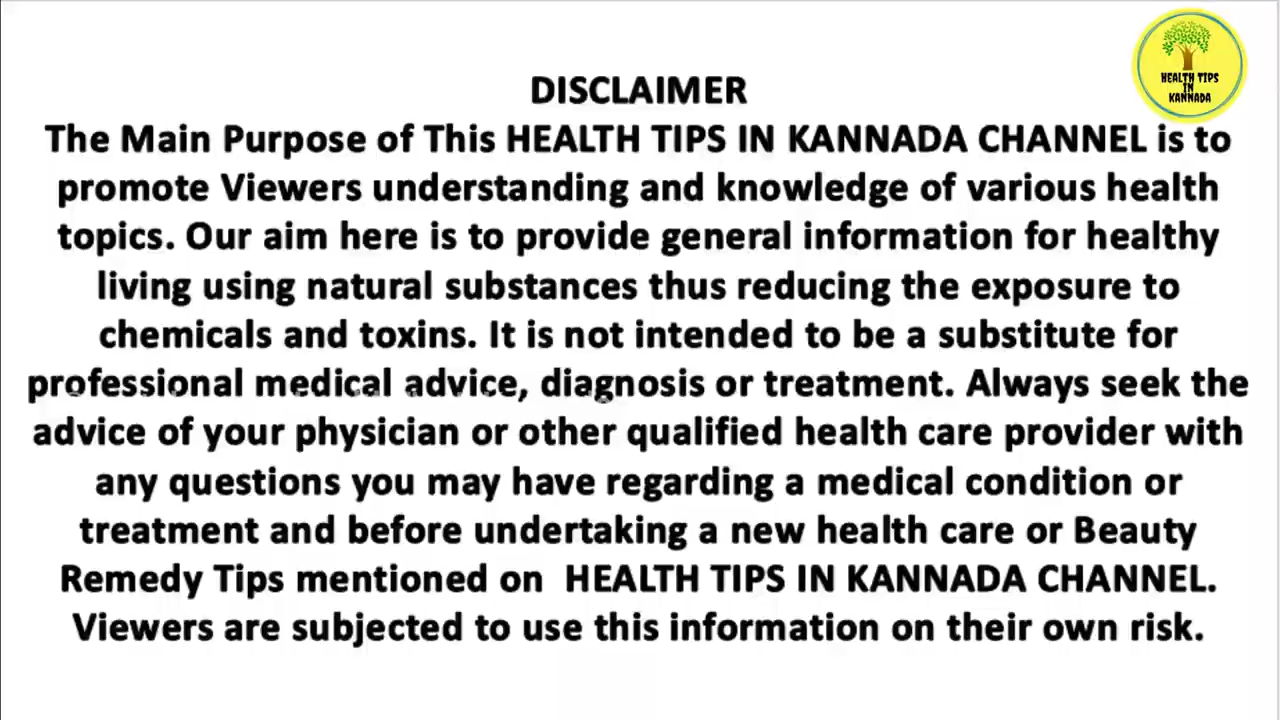 HEALTH TIPS
IN
KANNADA
DISCLAIMER
The Main Purpose of This HEALTH TIPS IN KANNADA CHANNEL is to
promote Viewers understanding and knowledge of various health
topics. Our aim here is to provide general information for healthy
living using natural substances thus reducing the exposure to
chemicals and toxins. It is not intended to be a substitute for
professional medical advice, diagnosis or treatment. Always seek the
advice of your physician or other qualified health care provider with
any questions you may have regarding a medical condition or
treatment and before undertaking a new health care or Beauty
Remedy Tips mentioned on  HEALTH TIPS IN KANNADA CHANNEL.
Viewers are subjected to use this information on their own risk.